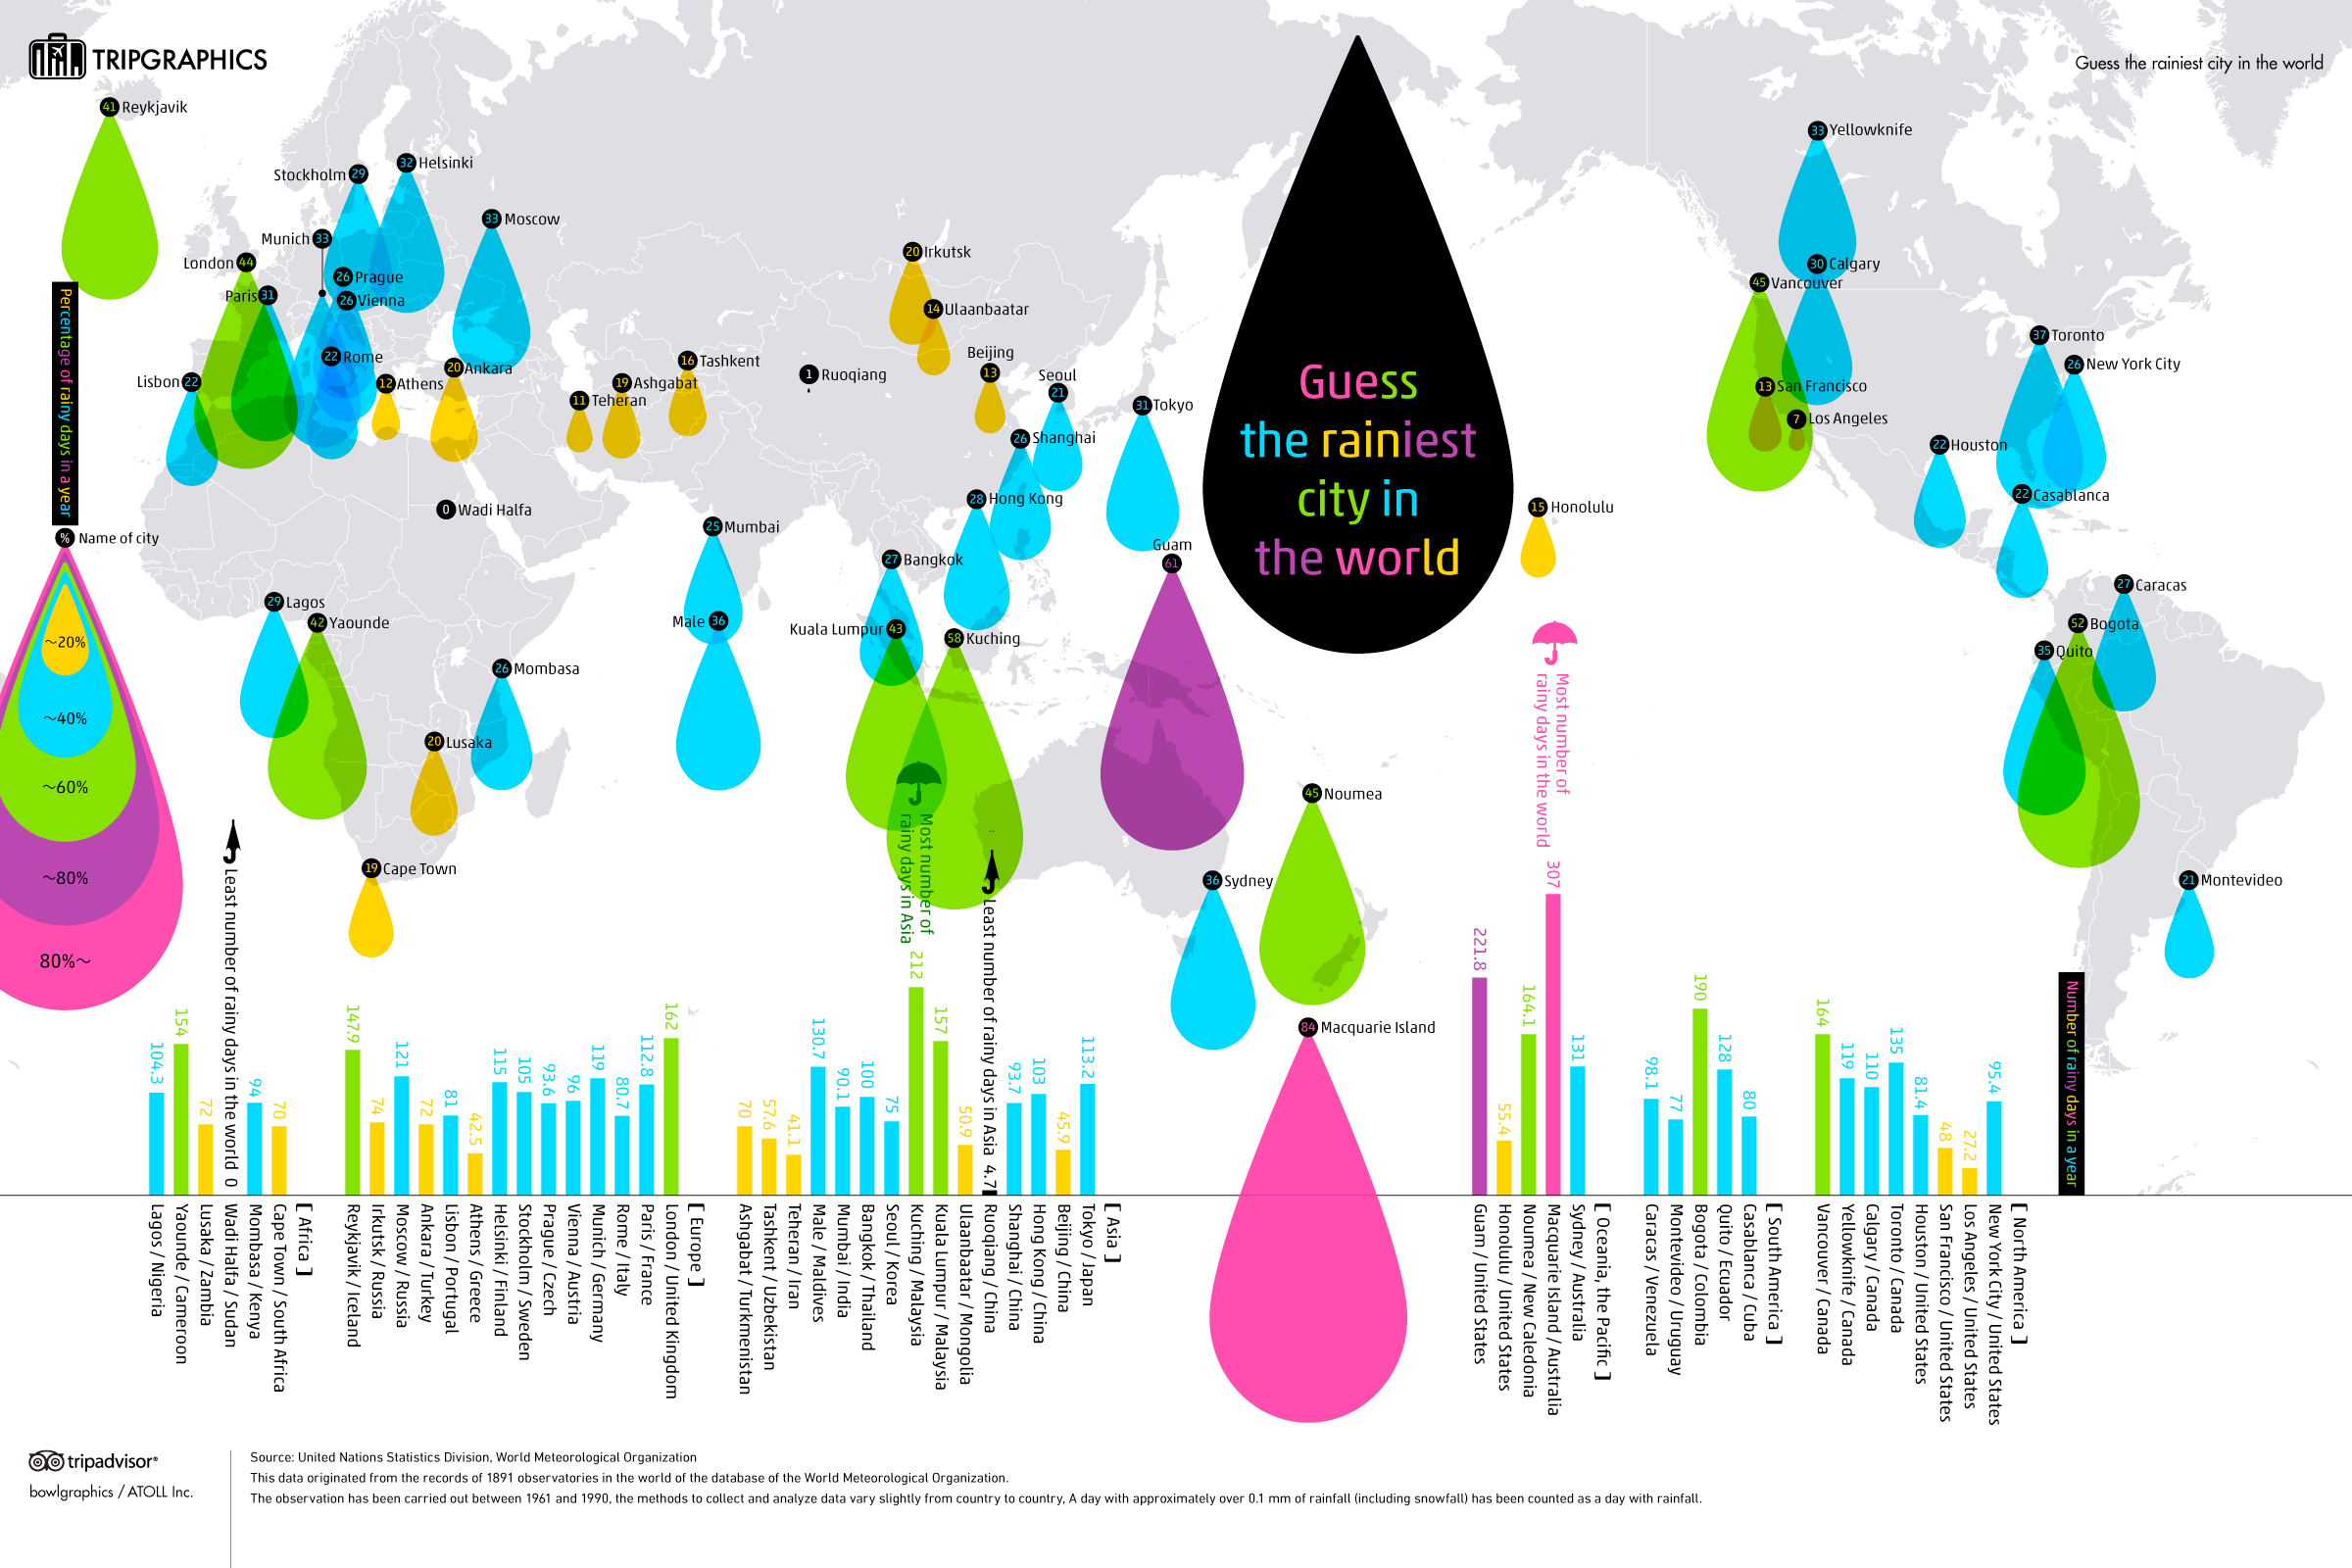 TRIPGRAPHICS
Guess the rainiest city in the world
Guess
the rainiest
city in
the world
41 Reykjavik
Stockholm 29
32 Helsinki
33 Moscow
Munich 33
London 44
26 Prague
Paris 31
26 Vienna
22 Rome
Lisbon 22
12 Athens
20 Ankara
11 Teheran
19 Ashgabat
16 Tashkent
1 Ruoqiang
20 Irkutsk
14 Ulaanbaatar
Beijing
13
Seoul
21
31 Tokyo
26 Shanghai
28 Hong Kong
0 Wadi Halfa
25 Mumbai
27 Bangkok
Guam
61
15 Honolulu
29 Lagos
42 Yaounde
Male 36
Kuala Lumpur 43
58 Kuching
26 Mombasa
20 Lusaka
19 Cape Town
45 Noumea
36 Sydney
84 Macquarie Island
33 Yellowknife
30 Calgary
45 Vancouver
37 Toronto
26 New York City
13 San Francisco
7 Los Angeles
22 Houston
22 Casablanca
27 Caracas
52 Bogota
35 Quito
21 Montevideo
Percentage of rainy days in a year
% Name of city
~20%
~40%
~60%
~80%
80%~
Least number of rainy days in the world 0
Most number of
rainy days in Asia 212
Least number of rainy days in Asia 4.7
Most number of
rainy days in the world 307
Number of rainy days in a year
104.3
154
72
94
70
147.9
74
121
72
81
42.5
115
105
93.6
96
119
80.7
112.8
162
70
57.6
41.1
130.7
90.1
100
75
157
50.9
93.7
103
45.9
113.2
221.8
55.4
164.1
131
98.1
77
190
128
80
164
119
110
135
81.4
48
27.2
95.4
Lagos / Nigeria
Yaounde / Cameroon
Lusaka / Zambia
Wadi Halfa / Sudan
Mombasa / Kenya
Cape Town / South Africa
[ Africa ]
Reykjavik / Iceland
Irkutsk / Russia
Moscow / Russia
Ankara / Turkey
Lisbon / Portugal
Athens / Greece
Helsinki / Finland
Stockholm / Sweden
Prague / Czech
Vienna / Austria
Munich / Germany
Rome / Italy
Paris / France
London / United Kingdom
[ Europe ]
Ashgabat / Turkmenistan
Tashkent / Uzbekistan
Teheran / Iran
Male / Maldives
Mumbai / India
Bangkok / Thailand
Seoul / Korea
Kuching / Malaysia
Kuala Lumpur / Malaysia
Ulaanbaatar / Mongolia
Ruoqiang / China
Shanghai / China
Hong Kong / China
Beijing / China
Tokyo / Japan
[ Asia ]
Guam / United States
Honolulu / United States
Noumea / New Caledonia
Macquarie Island / Australia
Sydney / Australia
[ Oceania, the Pacific ]
Caracas / Venezuela
Montevideo / Uruguay
Bogota / Colombia
Quito / Ecuador
Casablanca / Cuba
[ South America ]
Vancouver / Canada
Yellowknife / Canada
Calgary / Canada
Toronto / Canada
Houston / United States
San Francisco / United States
Los Angeles / United States
New York City / United States
[ North America ]
tripadvisor®
bowlgraphics / ATOLL Inc.
Source: United Nations Statistics Division, World Meteorological Organization
This data originated from the records of 1891 observatories in the world of the database of the World Meteorological Organization.
The observation has been carried out between 1961 and 1990, the methods to collect and analyze data vary slightly from country to country, A day with approximately over 0.1 mm of rainfall (including snowfall) has been counted as a day with rainfall.